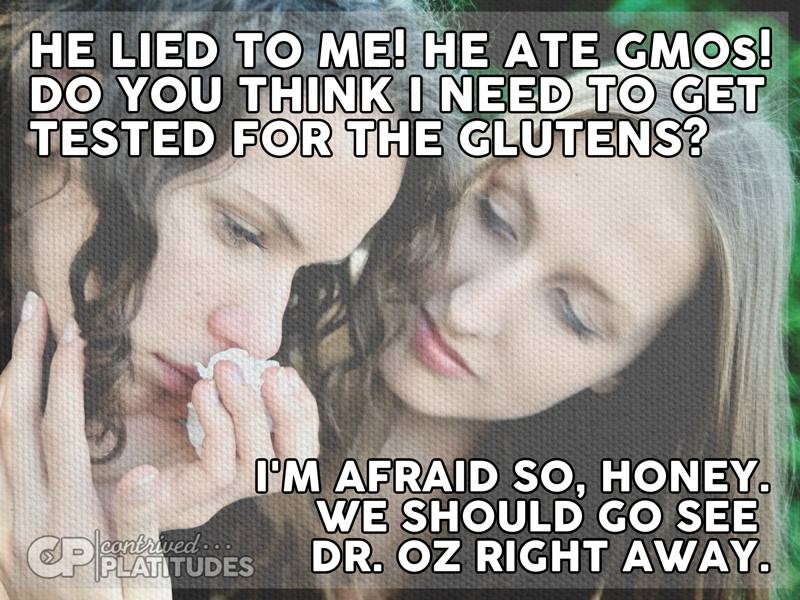 HE LIED TO ME! HE ATE GMOs!
DO YOU THINK I NEED TO GET
TESTED FOR THE GLUTENS?
I'M AFRAID SO, HONEY.
WE SHOULD GO SEE
DR. OZ RIGHT AWAY.
CP contrived...
PLATITUDES